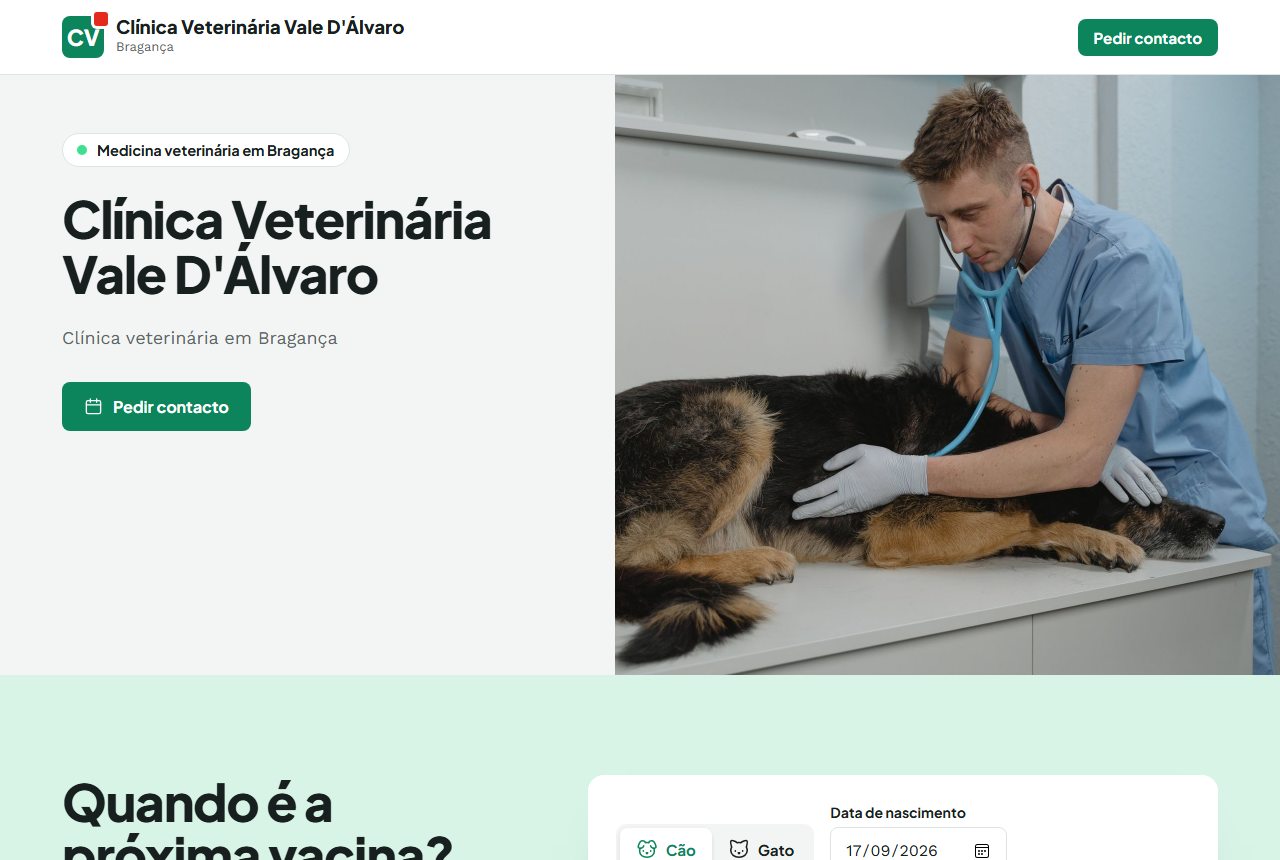 CV
Clínica Veterinária Vale D'Álvaro
Bragança
Pedir contacto
Medicina veterinária em Bragança
Clínica Veterinária
Vale D'Álvaro
Clínica veterinária em Bragança
Pedir contacto
Quando é a
próxima vacina?
Data de nascimento
Cão
Gato
17/09/2026